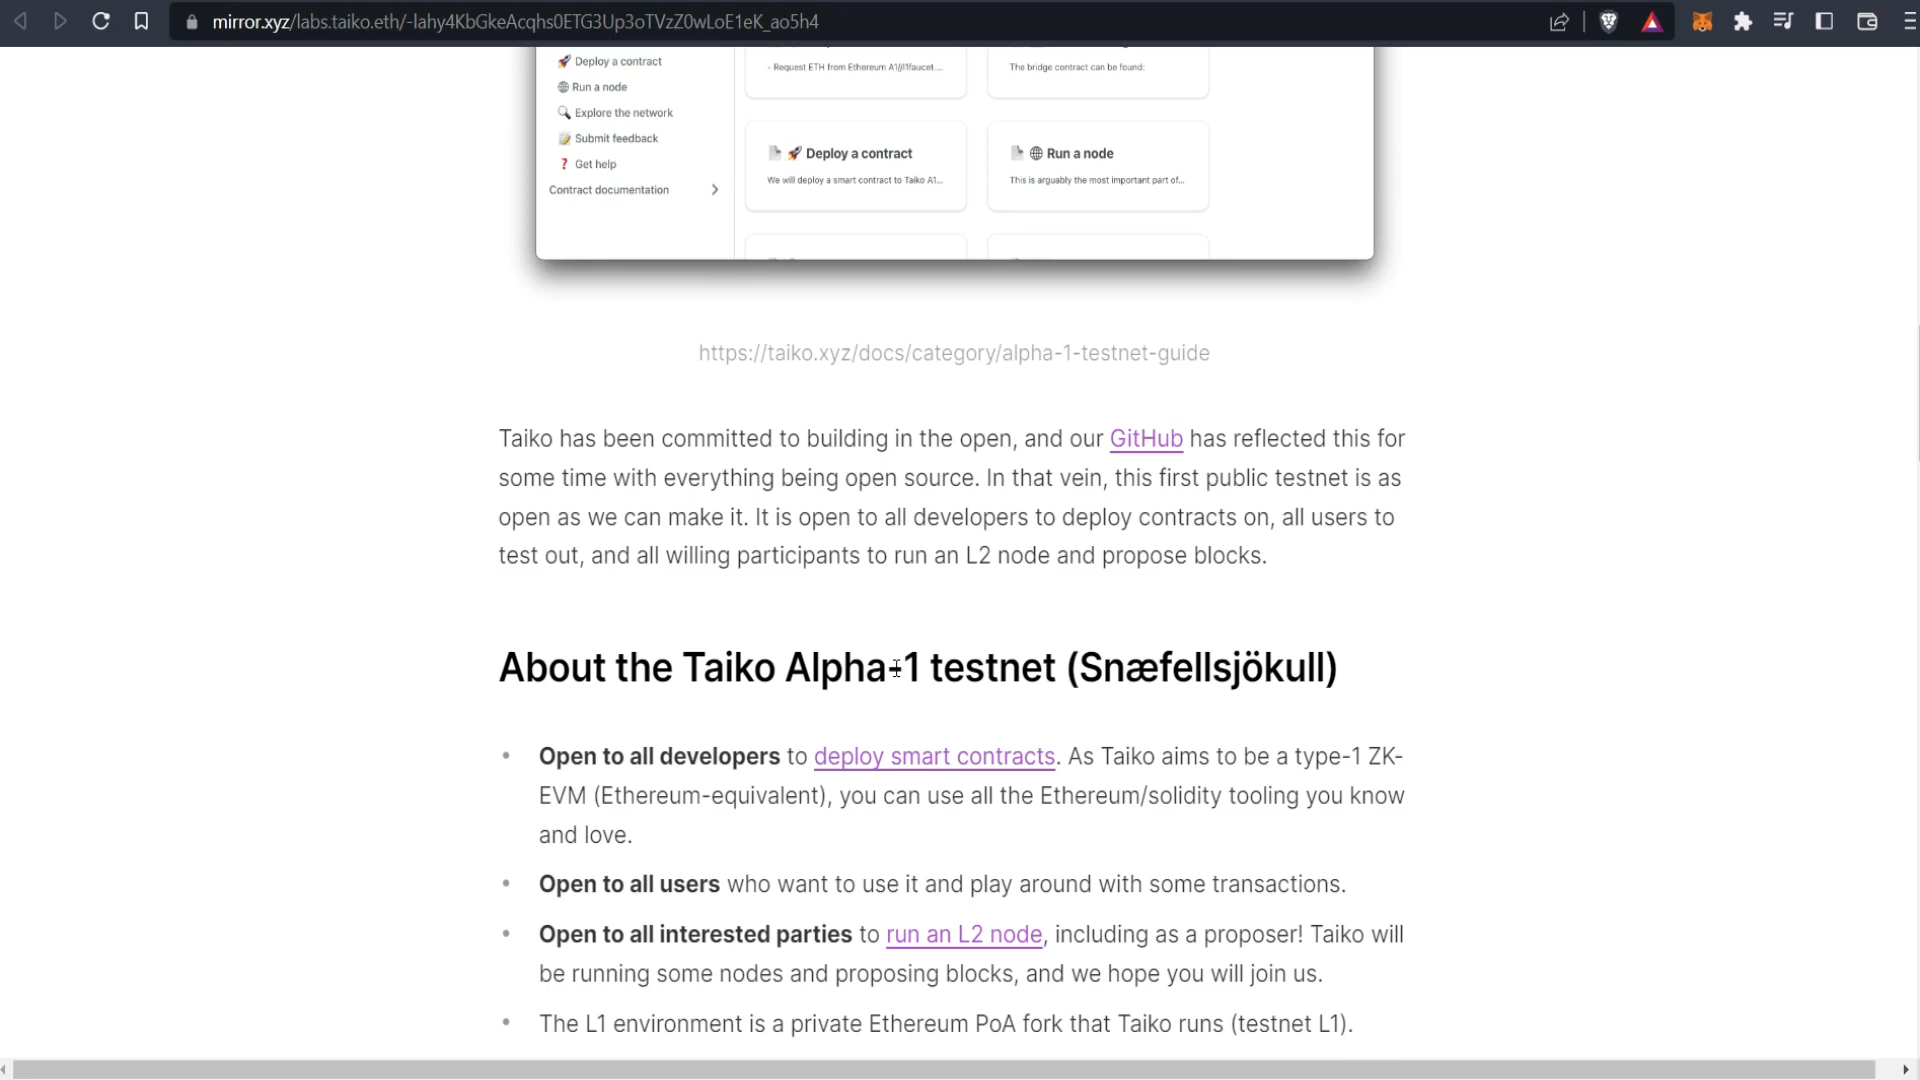 mirror.xyz/labs.taiko.eth/-lahy4KbGkeAcqhs0ETG3Up3oTVzZ0wLoE1eK_ao5h4
🚀 Deploy a contract
🌐 Run a node
🔍 Explore the network
📝 Submit feedback
❓ Get help
Contract documentation
- Request ETH from Ethereum A1//l1faucet....
The bridge contract can be found:
📄 🚀 Deploy a contract
We will deploy a smart contract to Taiko A1...
📄 🌐 Run a node
This is arguably the most important part of...
https://taiko.xyz/docs/category/alpha-1-testnet-guide
Taiko has been committed to building in the open, and our GitHub has reflected this for
some time with everything being open source. In that vein, this first public testnet is as
open as we can make it. It is open to all developers to deploy contracts on, all users to
test out, and all willing participants to run an L2 node and propose blocks.
About the Taiko Alpha-1 testnet (Snæfellsjökull)
• Open to all developers to deploy smart contracts. As Taiko aims to be a type-1 ZK-
EVM (Ethereum-equivalent), you can use all the Ethereum/solidity tooling you know
and love.
• Open to all users who want to use it and play around with some transactions.
• Open to all interested parties to run an L2 node, including as a proposer! Taiko will
be running some nodes and proposing blocks, and we hope you will join us.
• The L1 environment is a private Ethereum PoA fork that Taiko runs (testnet L1).